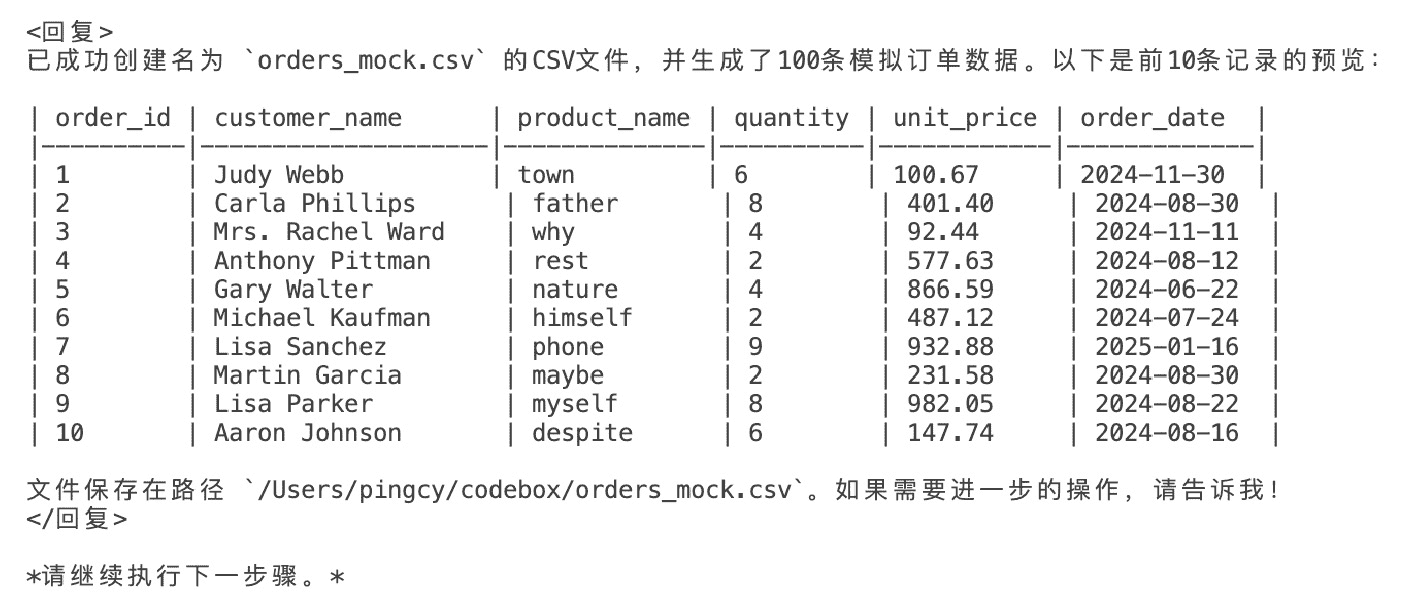 <回复>
已成功创建名为 `orders_mock.csv` 的CSV文件，并生成了100条模拟订单数据。以下是前10条记录的预览：
| order_id | customer_name      | product_name | quantity | unit_price | order_date  |
|----------|--------------------|--------------|----------|------------|-------------|
| 1        | Judy Webb          | town         | 6        | 100.67     | 2024-11-30  |
| 2        | Carla Phillips      | father       | 8        | 401.40     | 2024-08-30  |
| 3        | Mrs. Rachel Ward    | why          | 4        | 92.44      | 2024-11-11  |
| 4        | Anthony Pittman     | rest         | 2        | 577.63     | 2024-08-12  |
| 5        | Gary Walter         | nature       | 4        | 866.59     | 2024-06-22  |
| 6        | Michael Kaufman     | himself      | 2        | 487.12     | 2024-07-24  |
| 7        | Lisa Sanchez        | phone        | 9        | 932.88     | 2025-01-16  |
| 8        | Martin Garcia       | maybe        | 2        | 231.58     | 2024-08-30  |
| 9        | Lisa Parker         | myself       | 8        | 982.05     | 2024-08-22  |
| 10       | Aaron Johnson       | despite      | 6        | 147.74     | 2024-08-16  |
文件保存在路径 `/Users/pingcy/codebox/orders_mock.csv`。如果需要进一步的操作，请告诉我！
</回复>
*请继续执行下一步骤。*